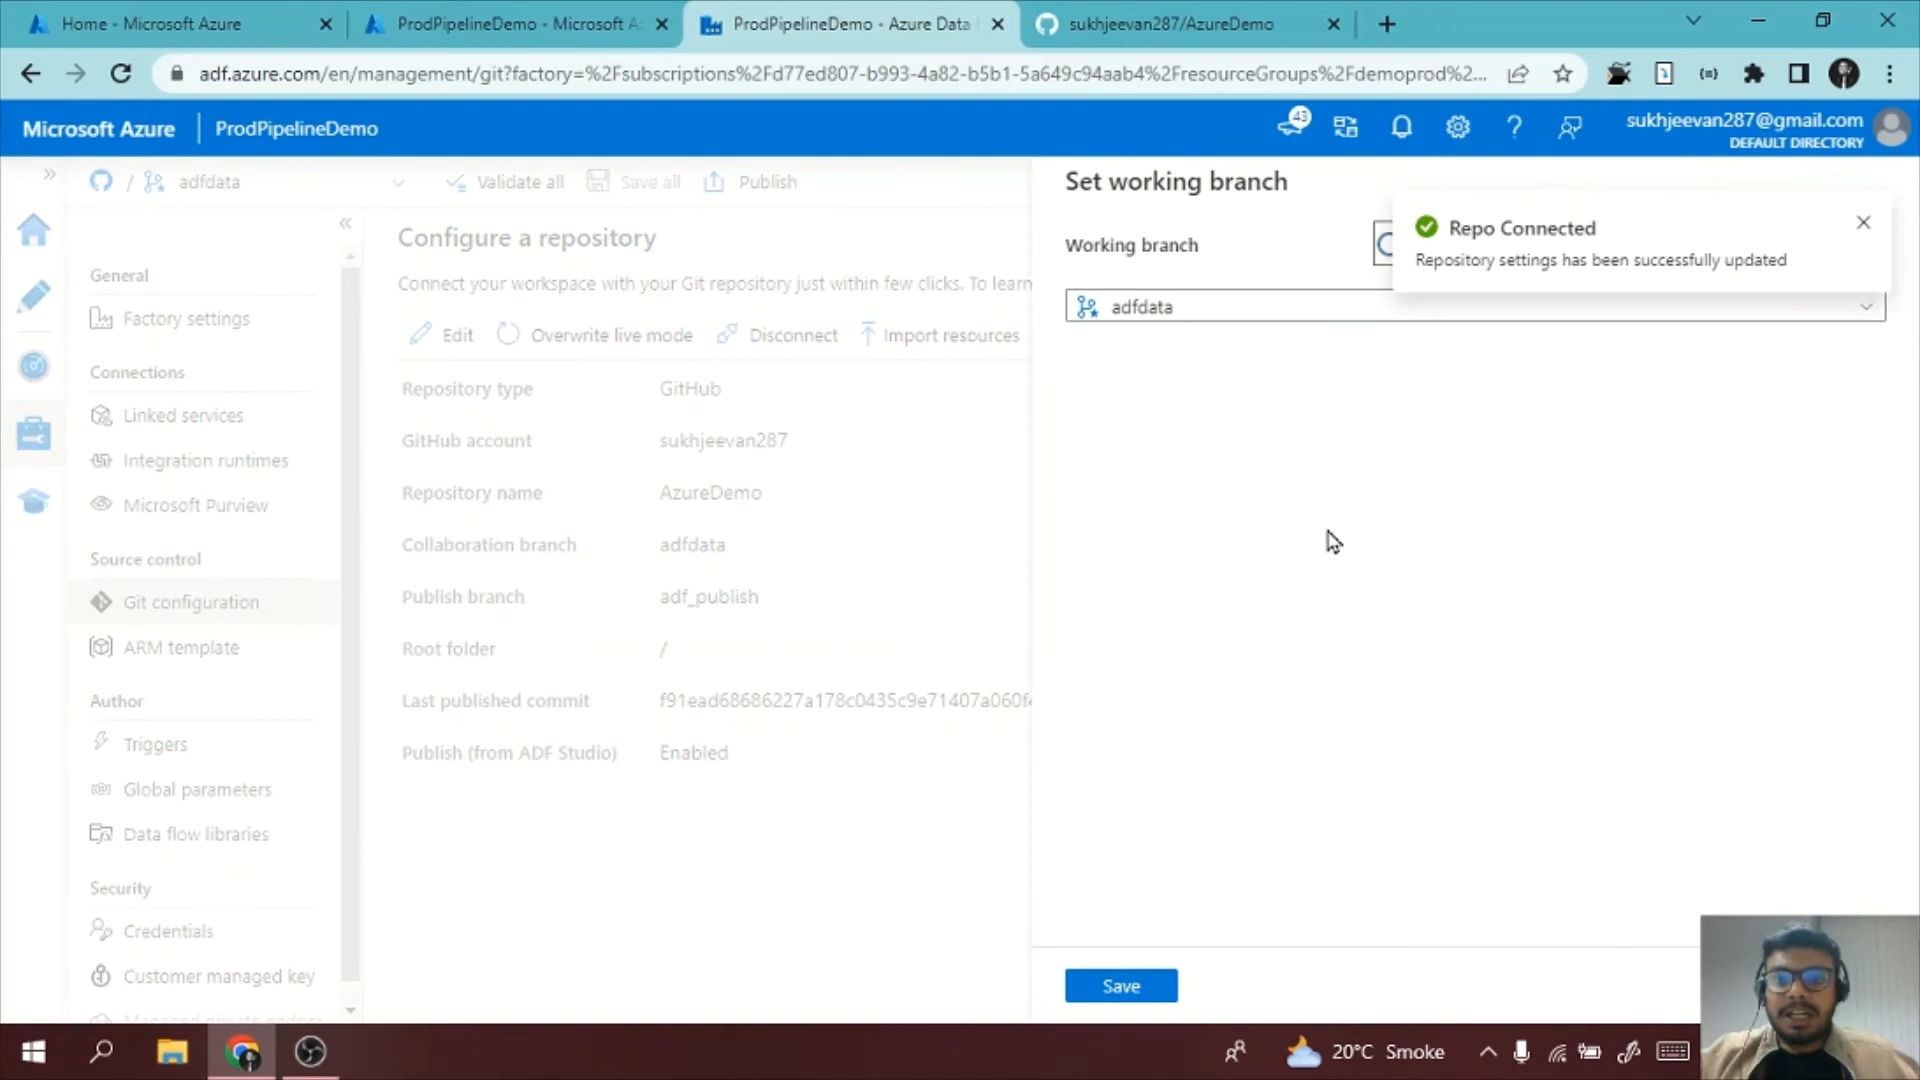 Home - Microsoft Azure
ProdPipelineDemo - Microsoft A
ProdPipelineDemo - Azure Data
sukhjeevan287/AzureDemo
adf.azure.com/en/management/git?factory=%2Fsubscriptions%2Fd77ed807-b993-4a82-b5b1-5a649c94aab4%2FresourceGroups%2Fdemoprod%2...
Microsoft Azure
ProdPipelineDemo
43
sukhjeevan287@gmail.com
DEFAULT DIRECTORY
/ adfdata
Validate all
Save all
Publish
General
Factory settings
Connections
Linked services
Integration runtimes
Microsoft Purview
Source control
Git configuration
ARM template
Author
Triggers
Global parameters
Data flow libraries
Security
Credentials
Customer managed key
Configure a repository
Connect your workspace with your Git repository just within few clicks. To learn
Edit
Overwrite live mode
Disconnect
Import resources
Repository type GitHub
GitHub account sukhjeevan287
Repository name AzureDemo
Collaboration branch adfdata
Publish branch adf_publish
Root folder /
Last published commit f91ead68686227a178c0435c9e71407a060f
Publish (from ADF Studio) Enabled
Set working branch
Working branch
adfdata
Repo Connected
Repository settings has been successfully updated
Save
20°C Smoke